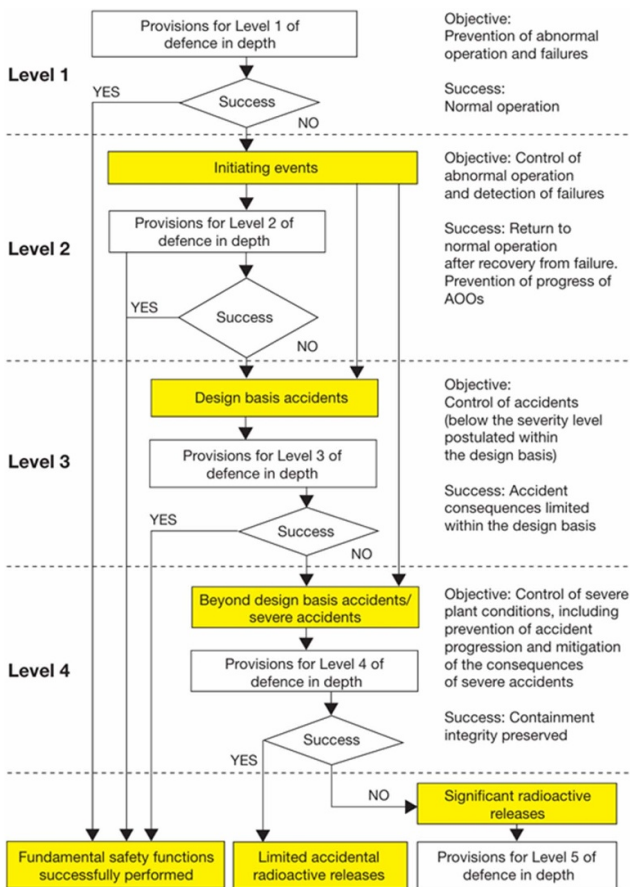 Provisions for Level 1 of
defence in depth
Objective:
Prevention of abnormal
operation and failures
Level 1
YES
Success
Success:
Normal operation
NO
Initiating events
Objective: Control of
abnormal operation
and detection of failures
Provisions for Level 2 of
defence in depth
Level 2
Success: Return to
normal operation
after recovery from failure.
Prevention of progress of
AOOs
YES
Success
NO
Design basis accidents
Objective:
Control of accidents
(below the severity level
postulated within
the design basis)
Provisions for Level 3 of
defence in depth
Level 3
Success: Accident
consequences limited
within the design basis
YES
Success
NO
Beyond design basis accidents/
severe accidents
Objective: Control of severe
plant conditions, including
prevention of accident
progression and mitigation
of the consequences
of severe accidents
Provisions for Level 4 of
defence in depth
Level 4
Success: Containment
integrity preserved
Success
YES
NO
Significant radioactive
releases
Fundamental safety functions
successfully performed
Limited accidental
radioactive releases
Provisions for Level 5 of
defence in depth